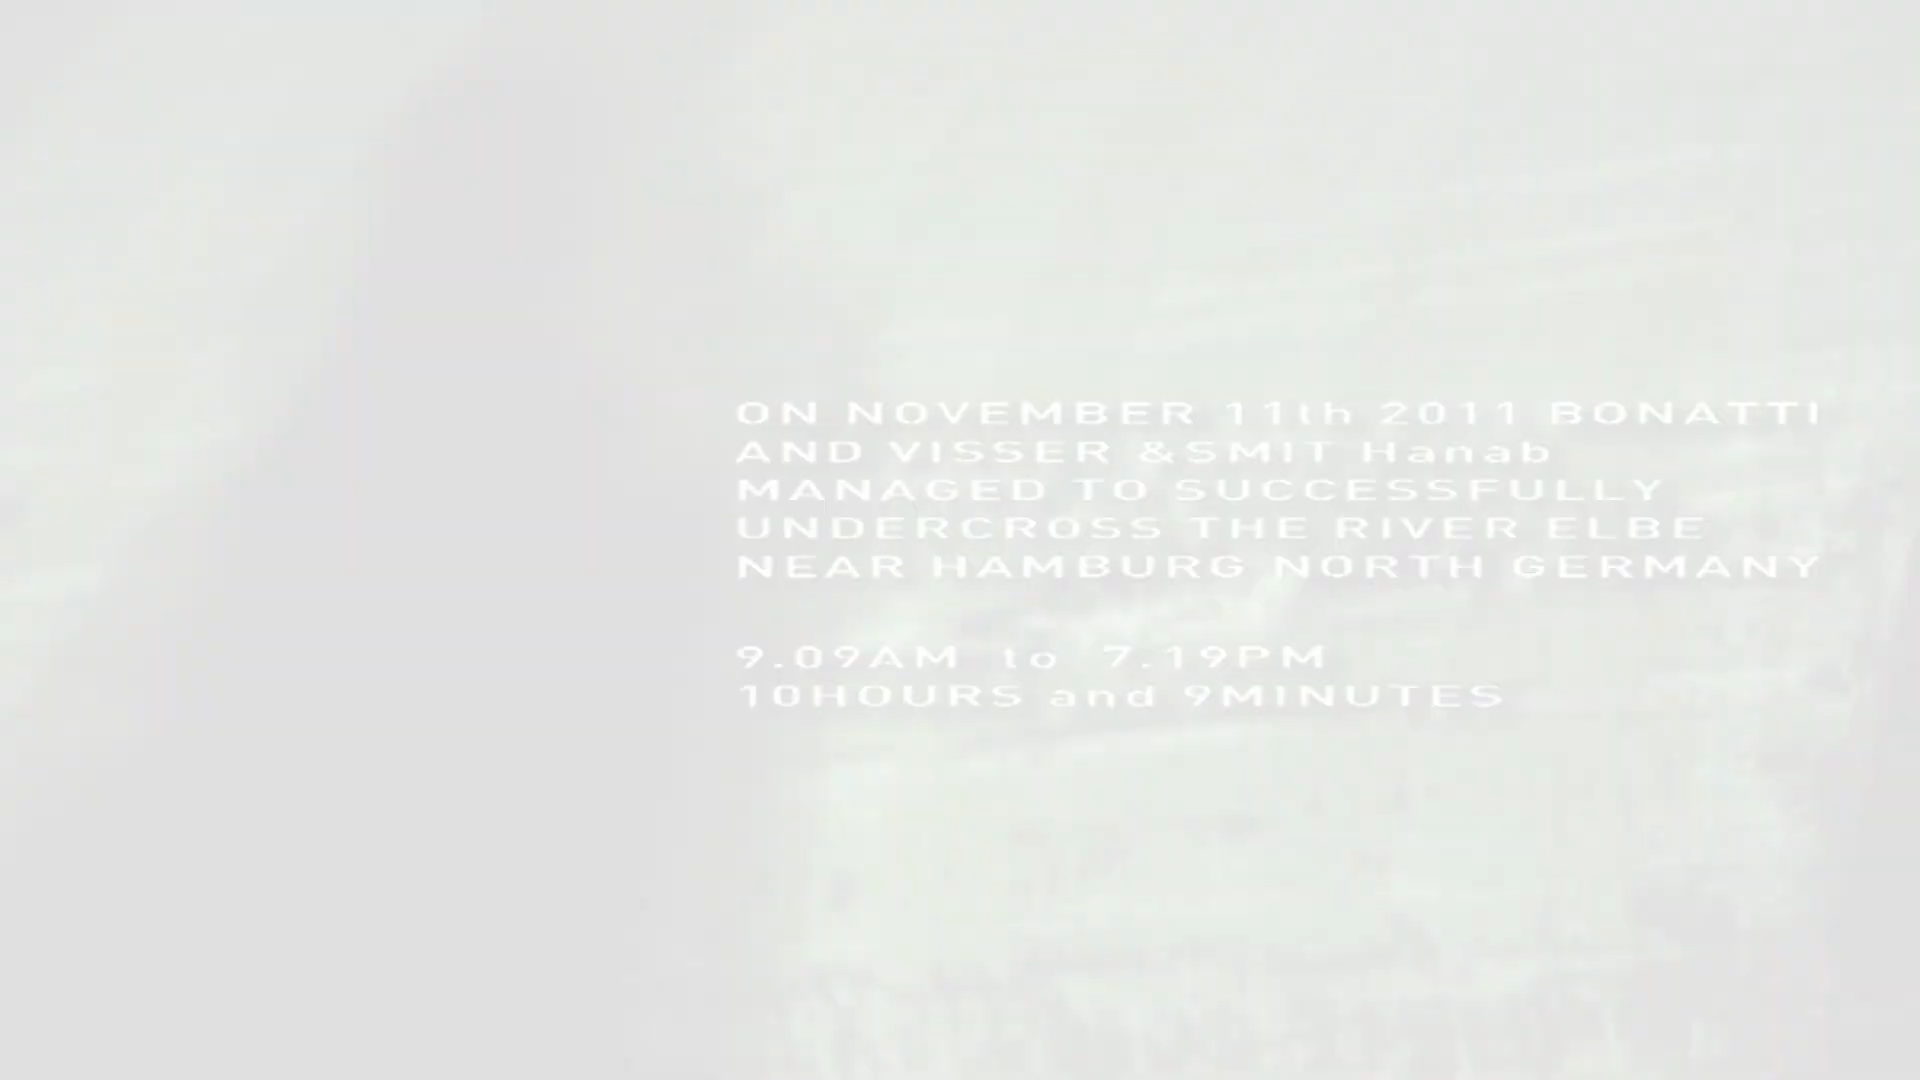 ON NOVEMBER 11th 2011 BONATTI
AND VISSER &SMIT Hanab
MANAGED TO SUCCESSFULLY
UNDERCROSS THE RIVER ELBE
NEAR HAMBURG NORTH GERMANY
9.09AM to 7.19PM
10HOURS and 9MINUTES